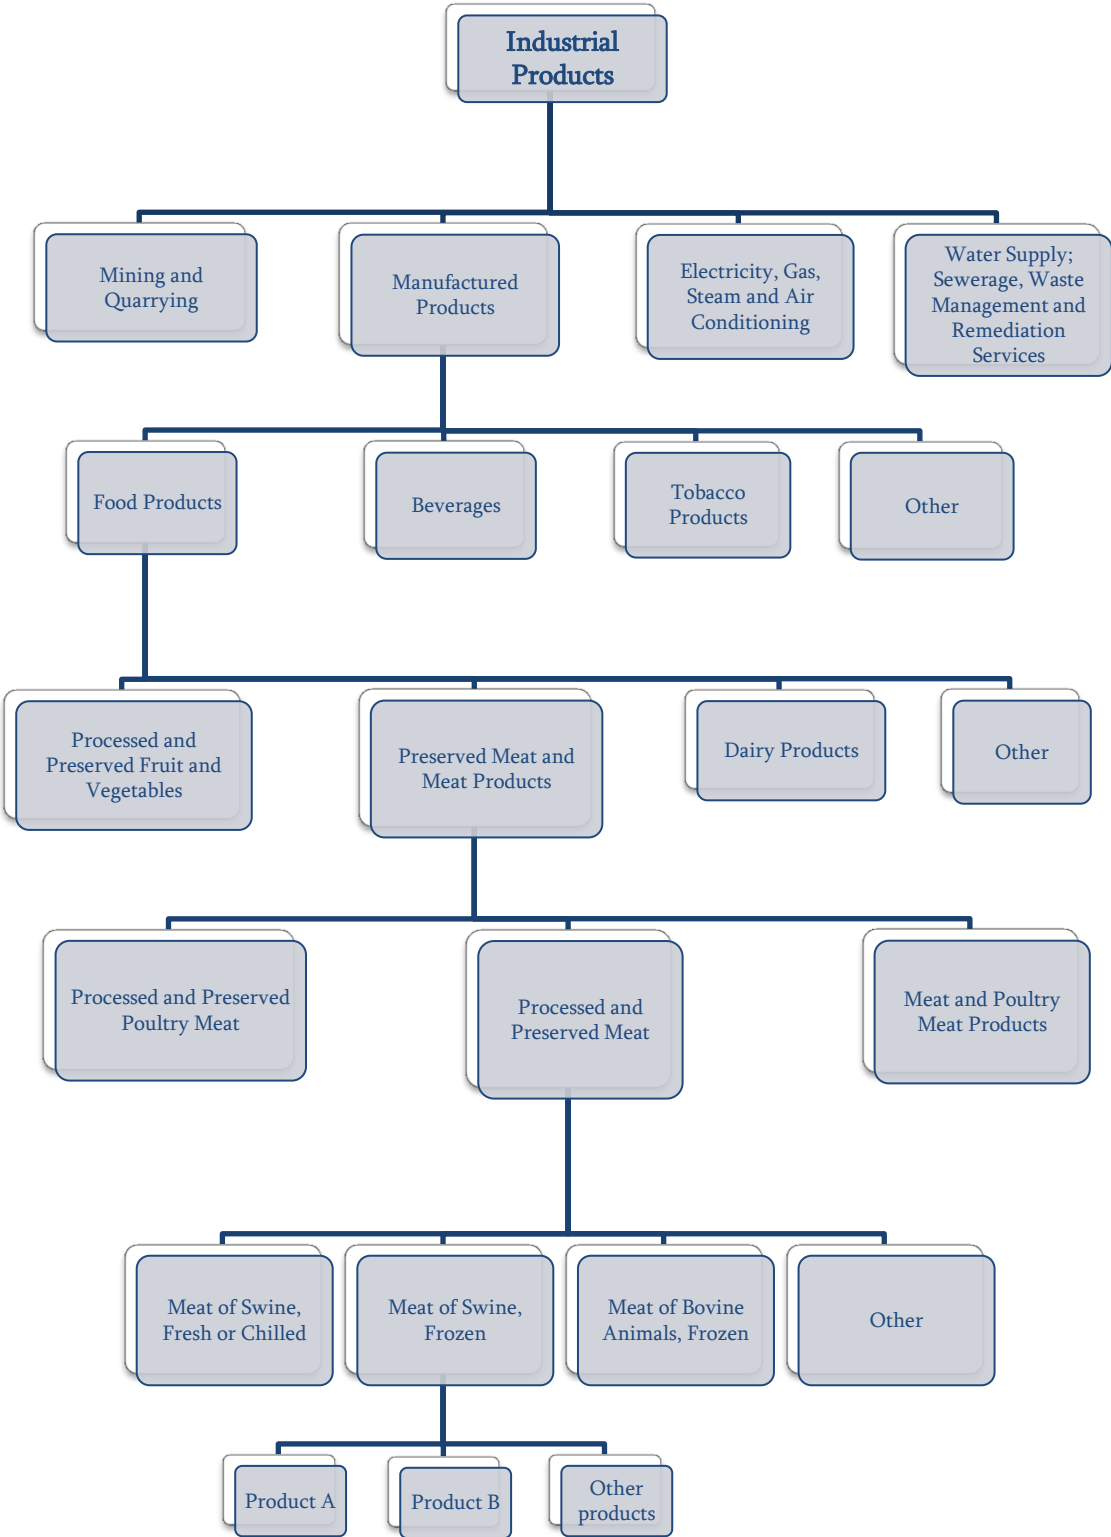 Industrial
Products
Mining and
Quarrying
Manufactured
Products
Electricity, Gas,
Steam and Air
Conditioning
Water Supply;
Sewerage, Waste
Management and
Remediation
Services
Food Products
Beverages
Tobacco
Products
Other
Processed and
Preserved Fruit and
Vegetables
Preserved Meat and
Meat Products
Dairy Products
Other
Processed and Preserved
Poultry Meat
Processed and
Preserved Meat
Meat and Poultry
Meat Products
Meat of Swine,
Fresh or Chilled
Meat of Swine,
Frozen
Meat of Bovine
Animals, Frozen
Other
Product A
Product B
Other
products